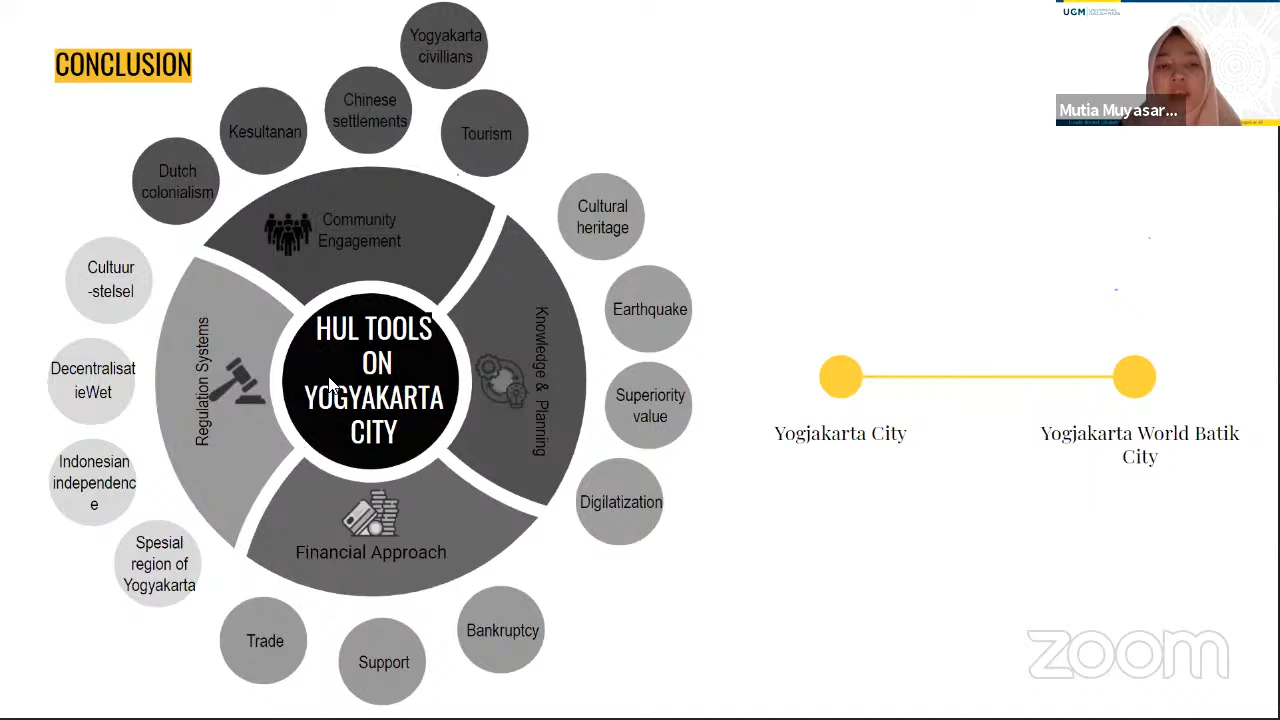 CONCLUSION
Yogyakarta
civillians
Chinese
settlements
Kesultanan
Tourism
Dutch
colonialism
Community
Engagement
Cultural
heritage
Cultuur
-stelsel
Earthquake
Regulation Systems
HUL TOOLS
ON
YOGYAKARTA
CITY
Knowledge & Planning
Decentralisat
ieWet
Superiority
value
Indonesian
independenc
e
Digilatization
Financial Approach
Spesial
region of
Yogyakarta
Trade
Support
Bankruptcy
UGM
Mutia Muyasar...
Yogjakarta City
Yogjakarta World Batik
City
zoom